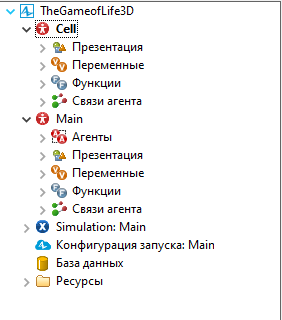 TheGameofLife3D
Cell
Презентация
Переменные
Функции
Связи агента
Main
Агенты
Презентация
Переменные
Функции
Связи агента
Simulation: Main
Конфигурация запуска: Main
База данных
Ресурсы